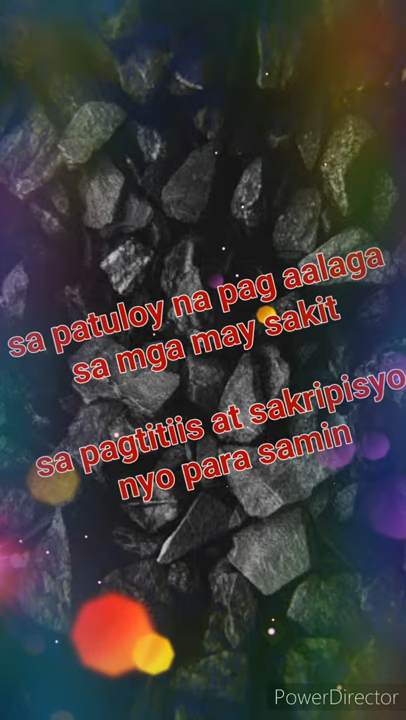 sa patuloy na pag aalaga
sa mga may sakit
sa pagtitiis at sakripisyo
nyo para samin
PowerDirector